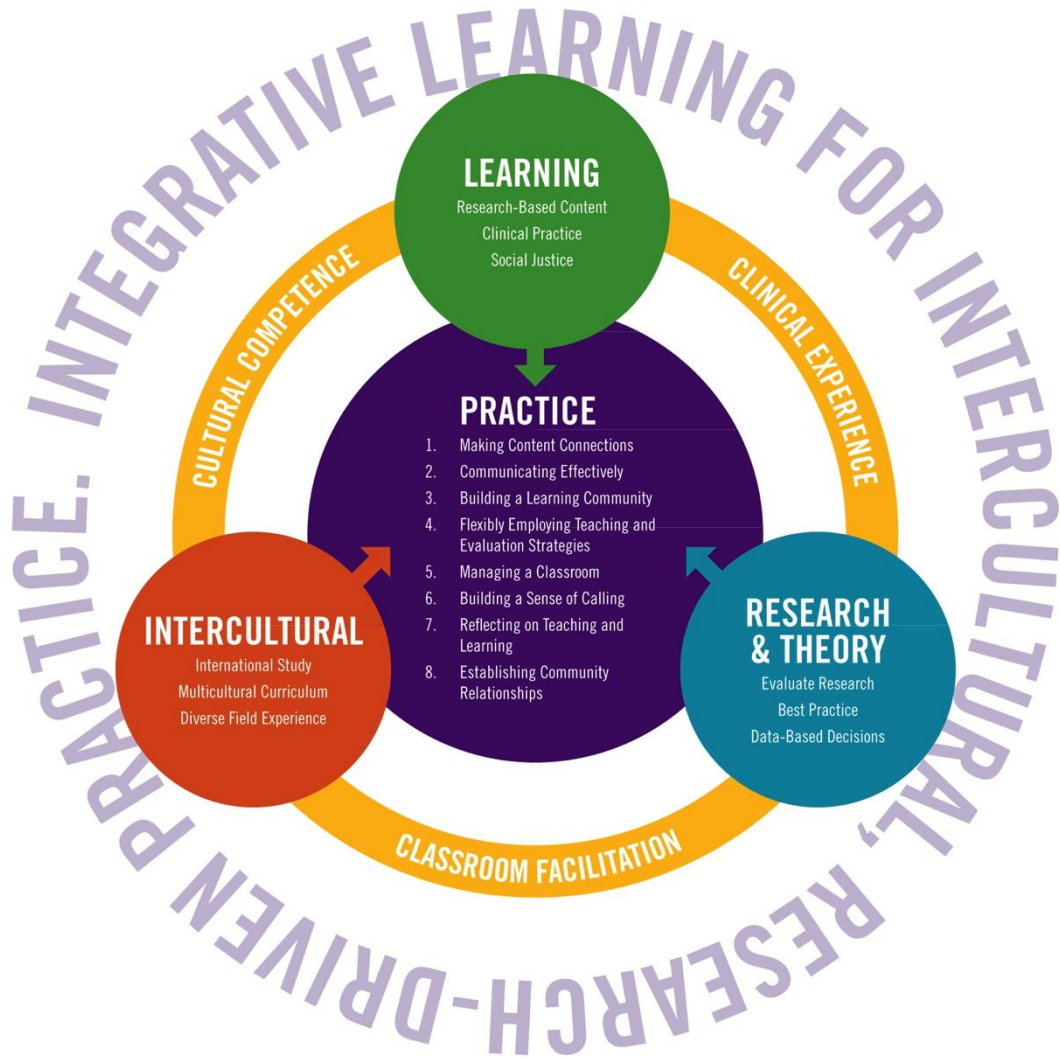 INTEGRATIVE LEARNING FOR INTERCULTURAL, RESEARCH-DRIVEN PRACTICE.
LEARNING
Research-Based Content
Clinical Practice
Social Justice
CULTURAL COMPETENCE
CLINICAL EXPERIENCE
PRACTICE
1. Making Content Connections
2. Communicating Effectively
3. Building a Learning Community
4. Flexibly Employing Teaching and
Evaluation Strategies
5. Managing a Classroom
6. Building a Sense of Calling
7. Reflecting on Teaching and
Learning
8. Establishing Community
Relationships
INTERCULTURAL
International Study
Multicultural Curriculum
Diverse Field Experience
RESEARCH
& THEORY
Evaluate Research
Best Practice
Data-Based Decisions
CLASSROOM FACILITATION